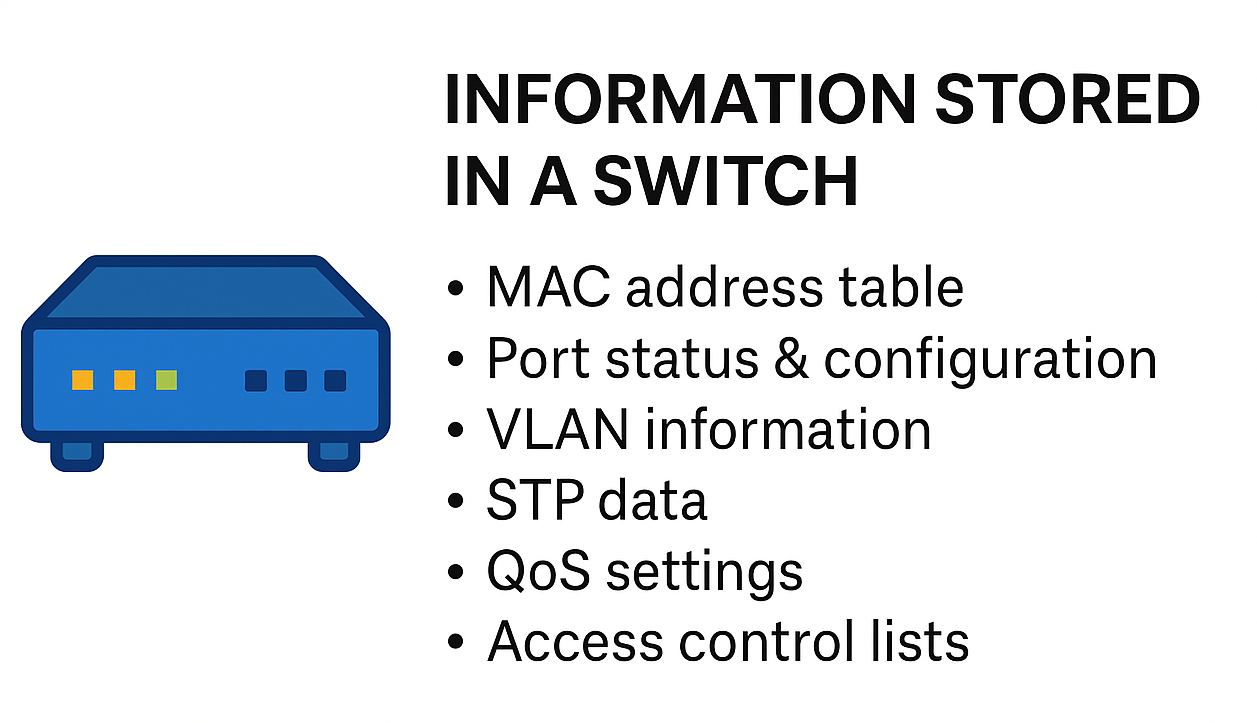 INFORMATION STORED
IN A SWITCH
• MAC address table
• Port status & configuration
• VLAN information
• STP data
• QoS settings
• Access control lists